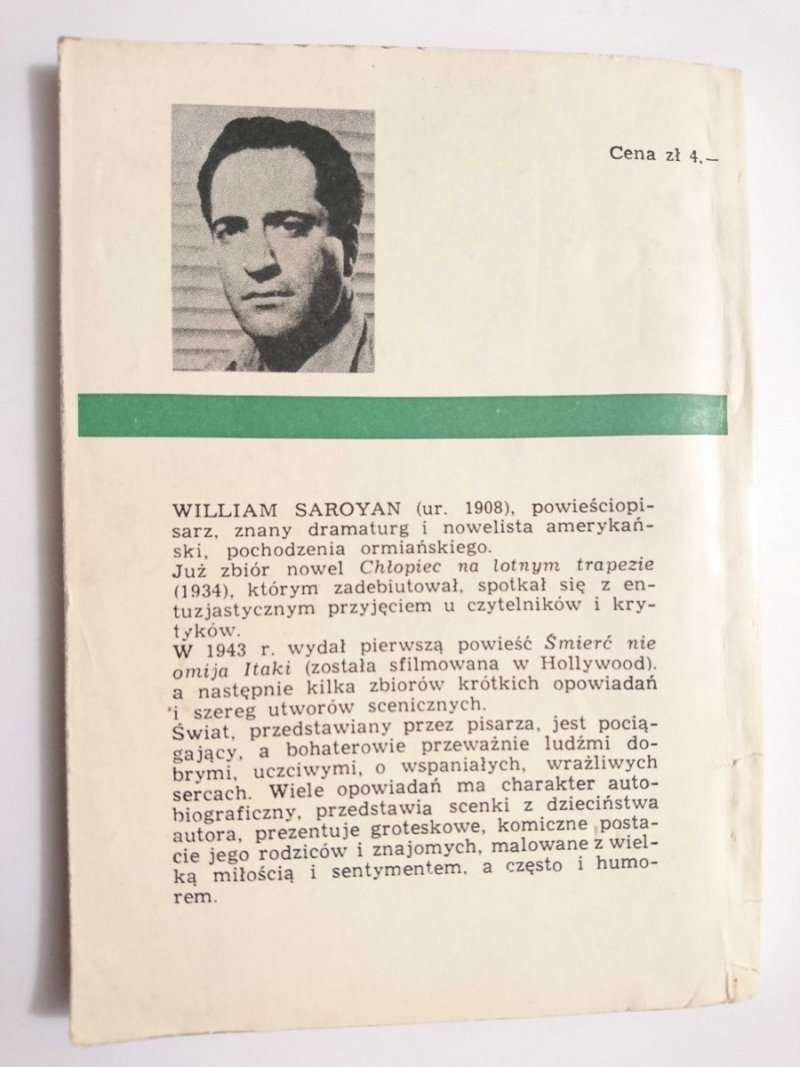 Cena zł 4,—
WILLIAM SAROYAN (ur. 1908), powieściopi-
sarz, znany dramaturg i nowelista amerykań-
ski, pochodzenia ormiańskiego.
Już zbiór nowel Chłopiec na lotnym trapezie
(1934), którym zadebiutował, spotkał się z en-
tuzjastycznym przyjęciem u czytelników i kry-
tyków.
W 1943 r. wydał pierwszą powieść Śmierć nie
omija Itaki (została sfilmowana w Hollywood).
a następnie kilka zbiorów krótkich opowiadań
i szereg utworów scenicznych.
Świat, przedstawiany przez pisarza, jest pocią-
gający, a bohaterowie przeważnie ludźmi do-
brymi, uczciwymi, o wspaniałych, wrażliwych
sercach. Wiele opowiadań ma charakter auto-
biograficzny, przedstawia scenki z dzieciństwa
autora, prezentuje groteskowe, komiczne posta-
cie jego rodziców i znajomych, malowane z wiel-
ką miłością i sentymentem, a często i humo-
rem.